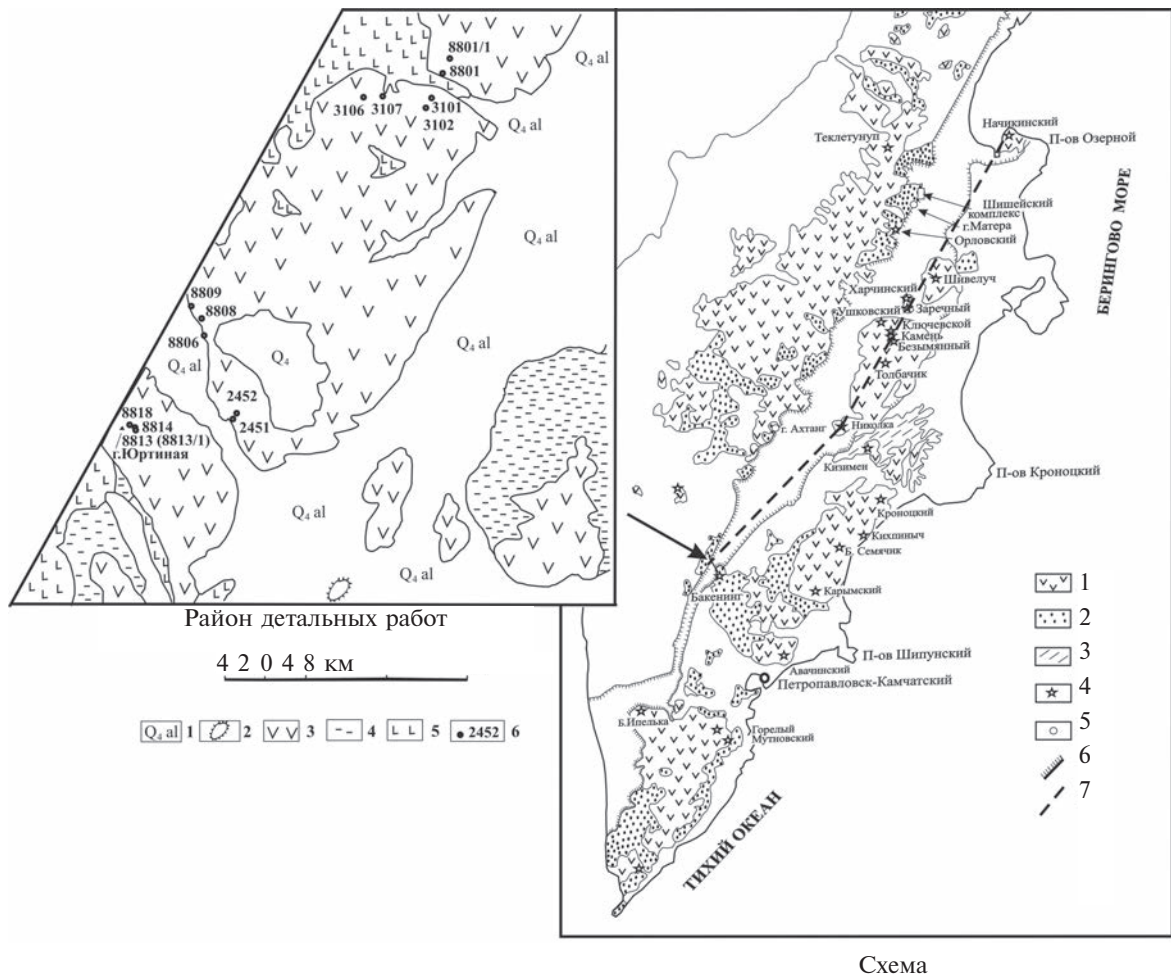 8801/1
8801
Q₄ al
3106 3107 3101
3102
Q₄ al
Q₄ al
8809
8808
8806
Q₄ al
Q₄
Q₄ al
2452
2451
8818
8814
8813 (8813/1)
г.Юртиная
Q₄ al
Q₄ al
Q₄ al
Район детальных работ
4 2 0 4 8 км
Q₄ al 1 2 3 4 5 2452 6
Начикинский
П-ов Озерной
Теклетунуп
Шишейский
комплекс
г.Матера
Орловский
БЕРИНГОВО МОРЕ
Шивелуч
Харчинский
Ушковский
Заречный
Ключевской
Камень
Безымянный
Толбачик
г. Ахтанг
Николка
Кизимен
П-ов Кроноцкий
Кроноцкий
Кихпиныч
Б. Семячик
Бакенинг
Карымский
П-ов Шипунский
Авачинский
Петропавловск-Камчатский
Б.Ипелька
Горелый
Мутновский
ТИХИЙ ОКЕАН
1
2
3
4
5
6
7
Схема